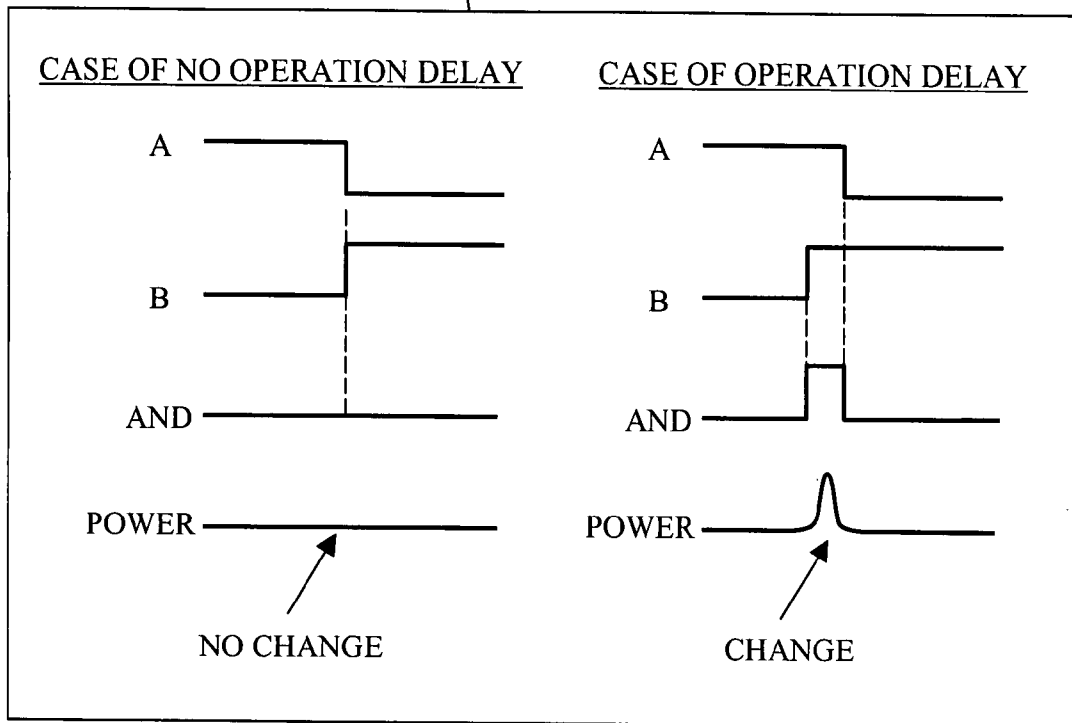 CASE OF NO OPERATION DELAY
A
B
AND
POWER
NO CHANGE
CASE OF OPERATION DELAY
A
B
AND
POWER
CHANGE